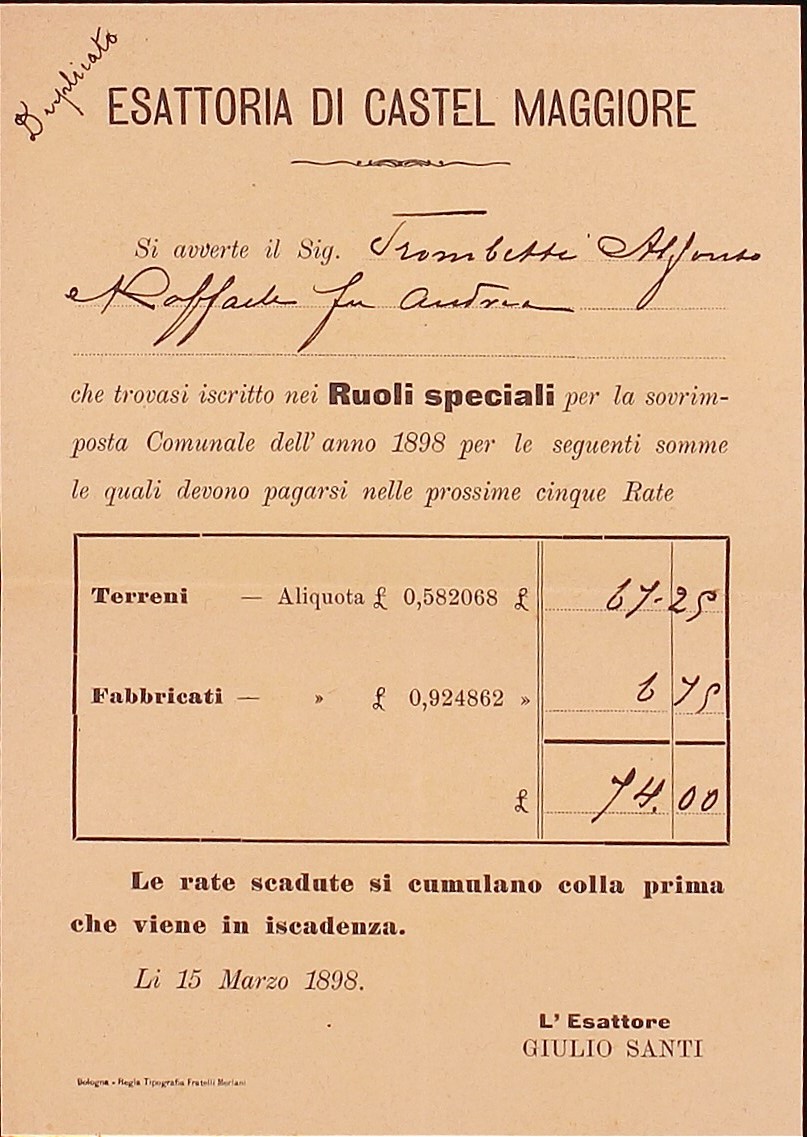 Duplicato
ESATTORIA DI CASTEL MAGGIORE
Si avverte il Sig. Trombetti Alfonso
e Raffaele fu Andrea
che trovasi iscritto nei Ruoli speciali per la sovrim-
posta Comunale dell' anno 1898 per le seguenti somme
le quali devono pagarsi nelle prossime cinque Rate
Terreni — Aliquota £ 0,582068 £ 67-25
Fabbricati — » £ 0,924862 » 6 75
£ 74.00
Le rate scadute si cumulano colla prima
che viene in iscadenza.
Li 15 Marzo 1898.
L' Esattore
GIULIO SANTI
Bologna - Regia Tipografia Fratelli Merlani